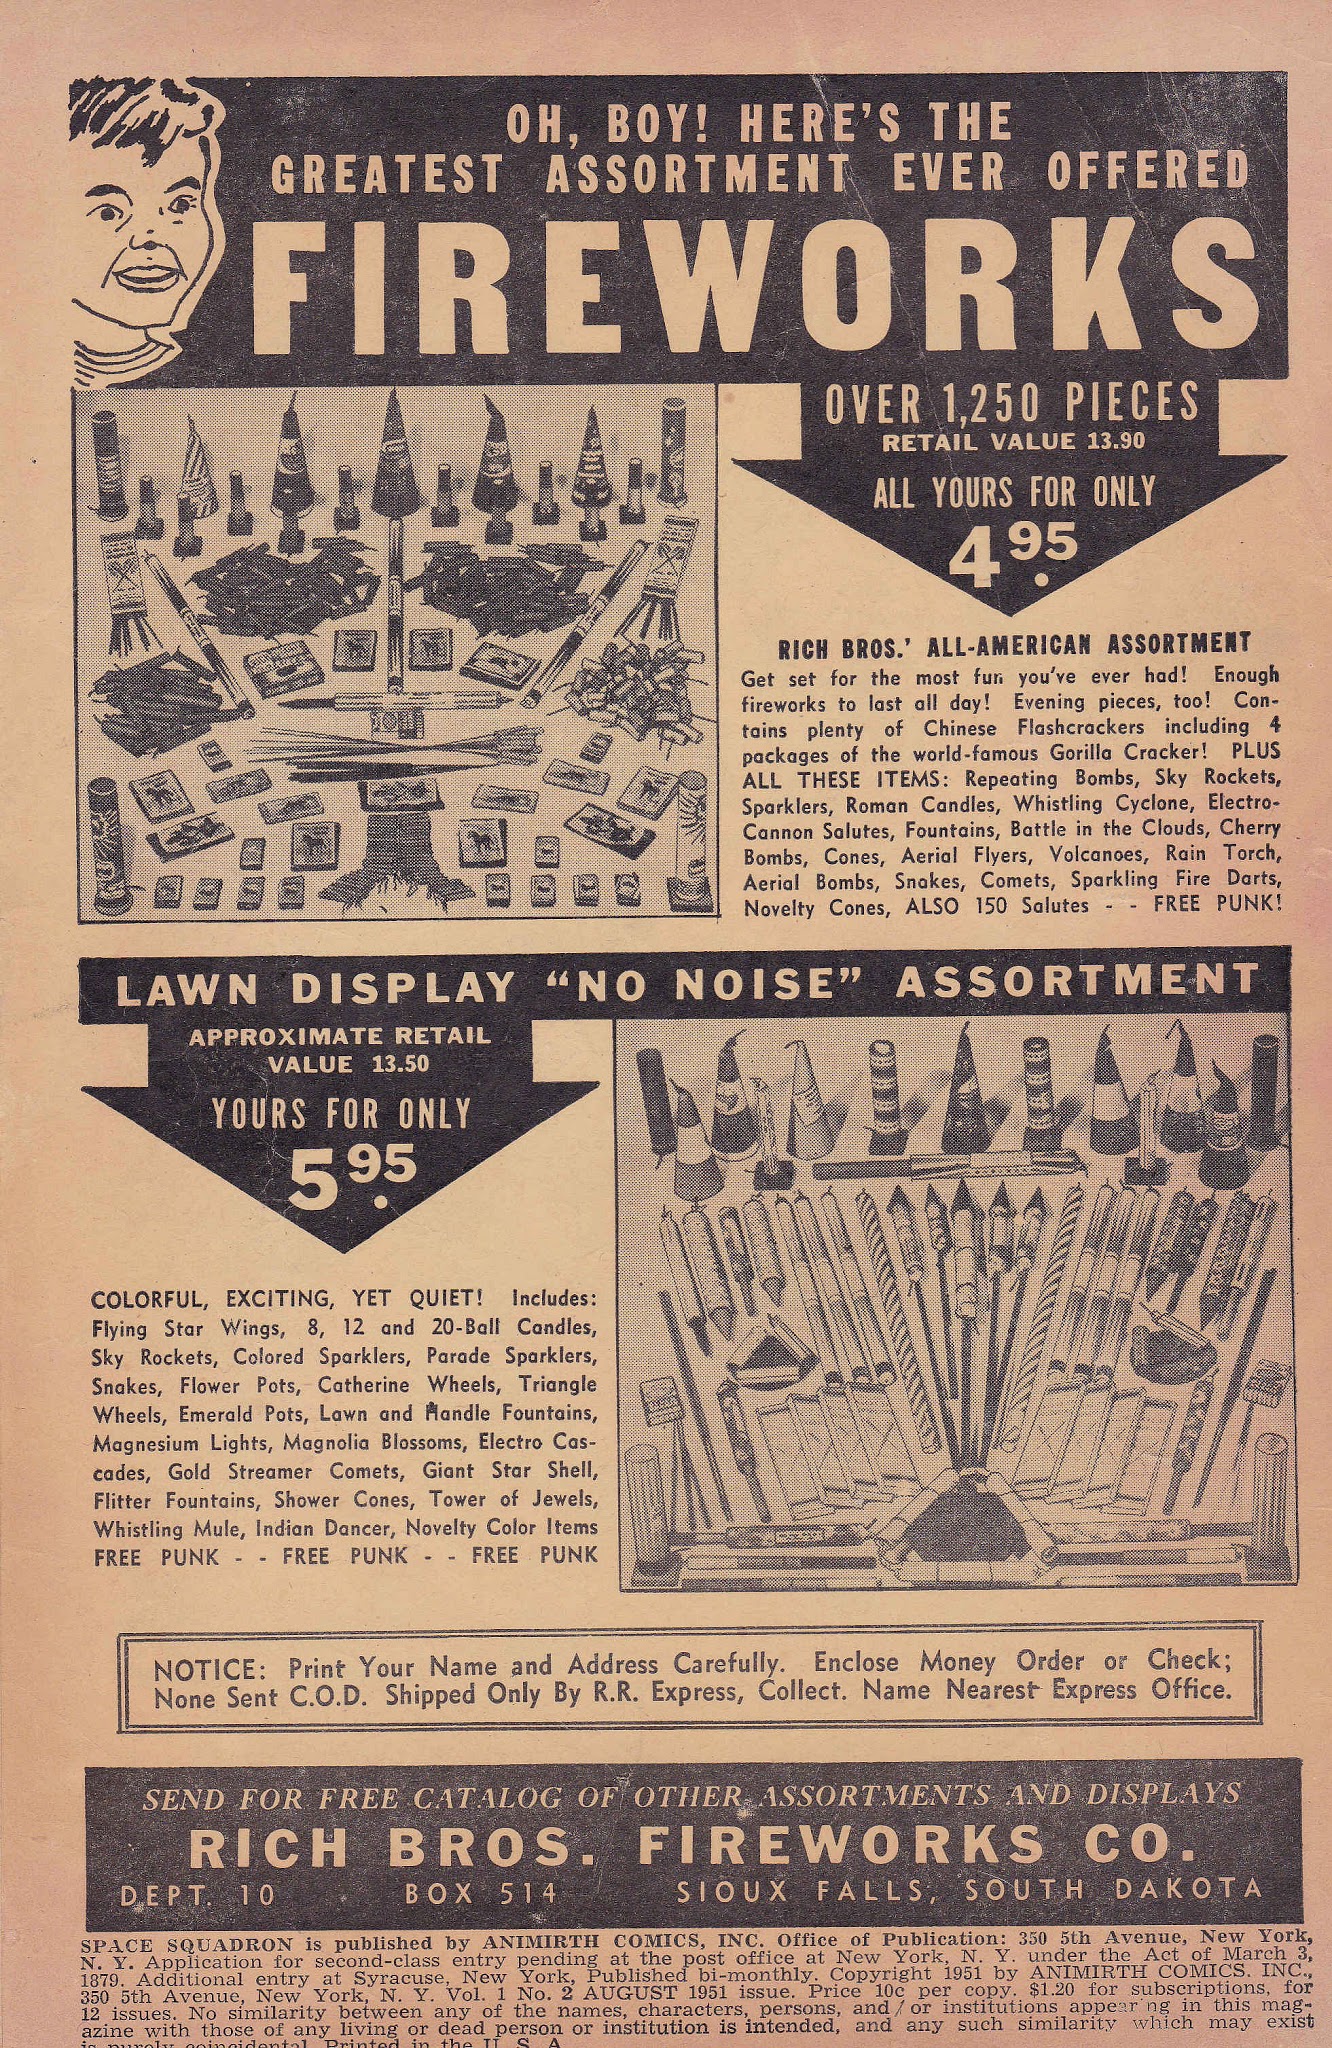 OH, BOY! HERE'S THE
GREATEST ASSORTMENT EVER OFFERED
FIREWORKS
OVER 1,250 PIECES
RETAIL VALUE 13.90
ALL YOURS FOR ONLY
4.95
RICH BROS.' ALL-AMERICAN ASSORTMENT
Get set for the most fun you've ever had! Enough
fireworks to last all day! Evening pieces, too! Con-
tains plenty of Chinese Flashcrackers including 4
packages of the world-famous Gorilla Cracker! PLUS
ALL THESE ITEMS: Repeating Bombs, Sky Rockets,
Sparklers, Roman Candles, Whistling Cyclone, Electro-
Cannon Salutes, Fountains, Battle in the Clouds, Cherry
Bombs, Cones, Aerial Flyers, Volcanoes, Rain Torch,
Aerial Bombs, Snakes, Comets, Sparkling Fire Darts,
Novelty Cones, ALSO 150 Salutes - - FREE PUNK!
LAWN DISPLAY "NO NOISE" ASSORTMENT
APPROXIMATE RETAIL
VALUE 13.50
YOURS FOR ONLY
5.95
COLORFUL, EXCITING, YET QUIET! Includes:
Flying Star Wings, 8, 12 and 20-Ball Candles,
Sky Rockets, Colored Sparklers, Parade Sparklers,
Snakes, Flower Pots, Catherine Wheels, Triangle
Wheels, Emerald Pots, Lawn and Handle Fountains,
Magnesium Lights, Magnolia Blossoms, Electro Cas-
cades, Gold Streamer Comets, Giant Star Shell,
Flitter Fountains, Shower Cones, Tower of Jewels,
Whistling Mule, Indian Dancer, Novelty Color Items
FREE PUNK - - FREE PUNK - - FREE PUNK
NOTICE: Print Your Name and Address Carefully. Enclose Money Order or Check;
None Sent C.O.D. Shipped Only By R.R. Express, Collect. Name Nearest Express Office.
SEND FOR FREE CATALOG OF OTHER ASSORTMENTS AND DISPLAYS
RICH BROS. FIREWORKS CO.
DEPT. 10 BOX 514 SIOUX FALLS, SOUTH DAKOTA
SPACE SQUADRON is published by ANIMIRTH COMICS, INC. Office of Publication: 350 5th Avenue, New York,
N. Y. Application for second-class entry pending at the post office at New York, N. Y. under the Act of March 3,
1879. Additional entry at Syracuse, New York, Published bi-monthly. Copyright 1951 by ANIMIRTH COMICS. INC.,
350 5th Avenue, New York, N. Y. Vol. 1 No. 2 AUGUST 1951 issue. Price 10c per copy. $1.20 for subscriptions, for
12 issues. No similarity between any of the names, characters, persons, and/or institutions appearing in this mag-
azine with those of any living or dead person or institution is intended, and any such similarity which may exist
is purely coincidental. Printed in the U. S. A.